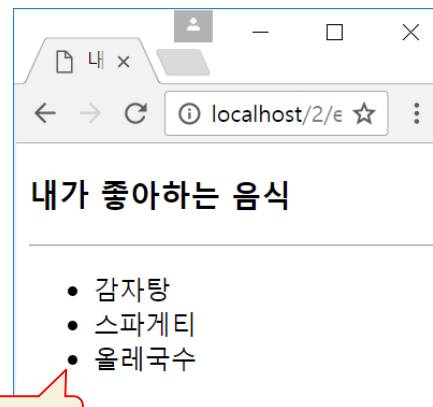 내
localhost/2/e
내가 좋아하는 음식
감자탕
스파게티
올레국수